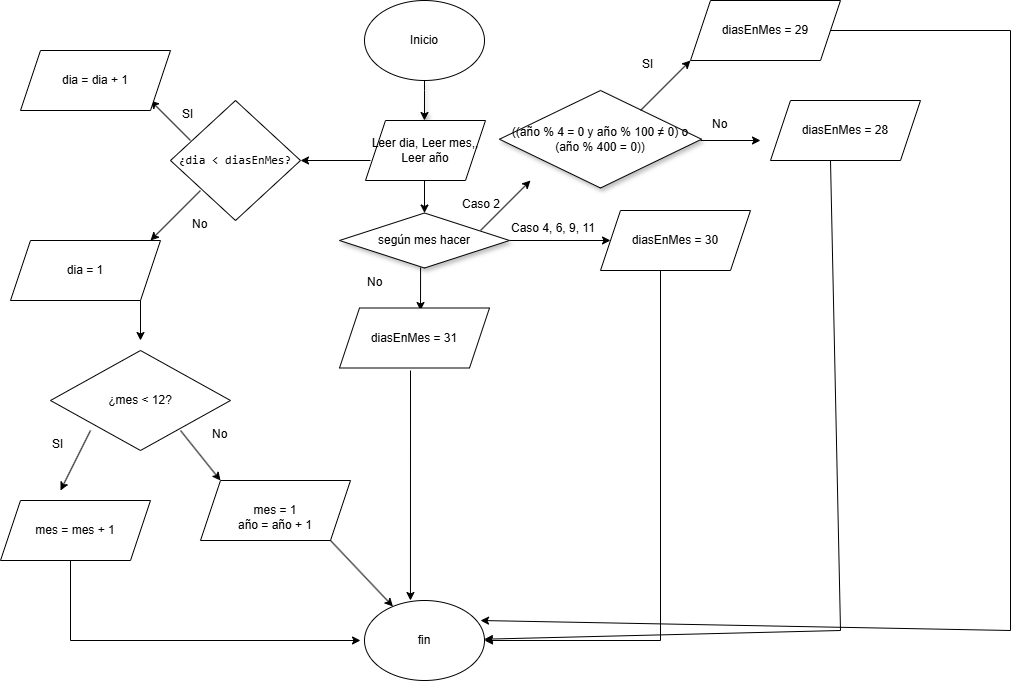 Inicio
diasEnMes = 29
dia = dia + 1
SI
SI
¿dia < diasEnMes?
Leer dia, Leer mes,
Leer año
((año % 4 = 0 y año % 100 ≠ 0) o
(año % 400 = 0))
No
diasEnMes = 28
Caso 2
No
según mes hacer
Caso 4, 6, 9, 11
diasEnMes = 30
dia = 1
No
diasEnMes = 31
¿mes < 12?
SI
No
mes = mes + 1
mes = 1
año = año + 1
fin